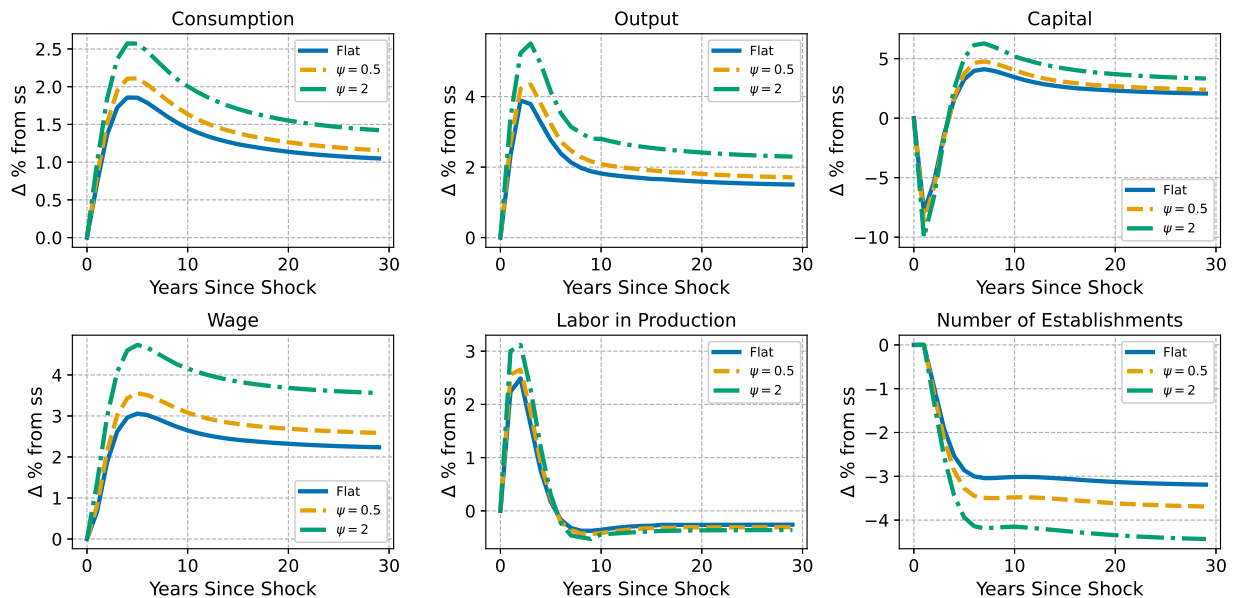 Consumption
Δ % from ss
2.5
2.0
1.5
1.0
0.5
0.0
Flat
ψ = 0.5
ψ = 2
0 10 20 30
Years Since Shock
Output
Δ % from ss
4
2
0
Flat
ψ = 0.5
ψ = 2
0 10 20 30
Years Since Shock
Capital
Δ % from ss
5
0
−5
−10
Flat
ψ = 0.5
ψ = 2
0 10 20 30
Years Since Shock
Wage
Δ % from ss
4
3
2
1
0
Flat
ψ = 0.5
ψ = 2
0 10 20 30
Years Since Shock
Labor in Production
Δ % from ss
3
2
1
0
Flat
ψ = 0.5
ψ = 2
0 10 20 30
Years Since Shock
Number of Establishments
Δ % from ss
0
−1
−2
−3
−4
Flat
ψ = 0.5
ψ = 2
0 10 20 30
Years Since Shock